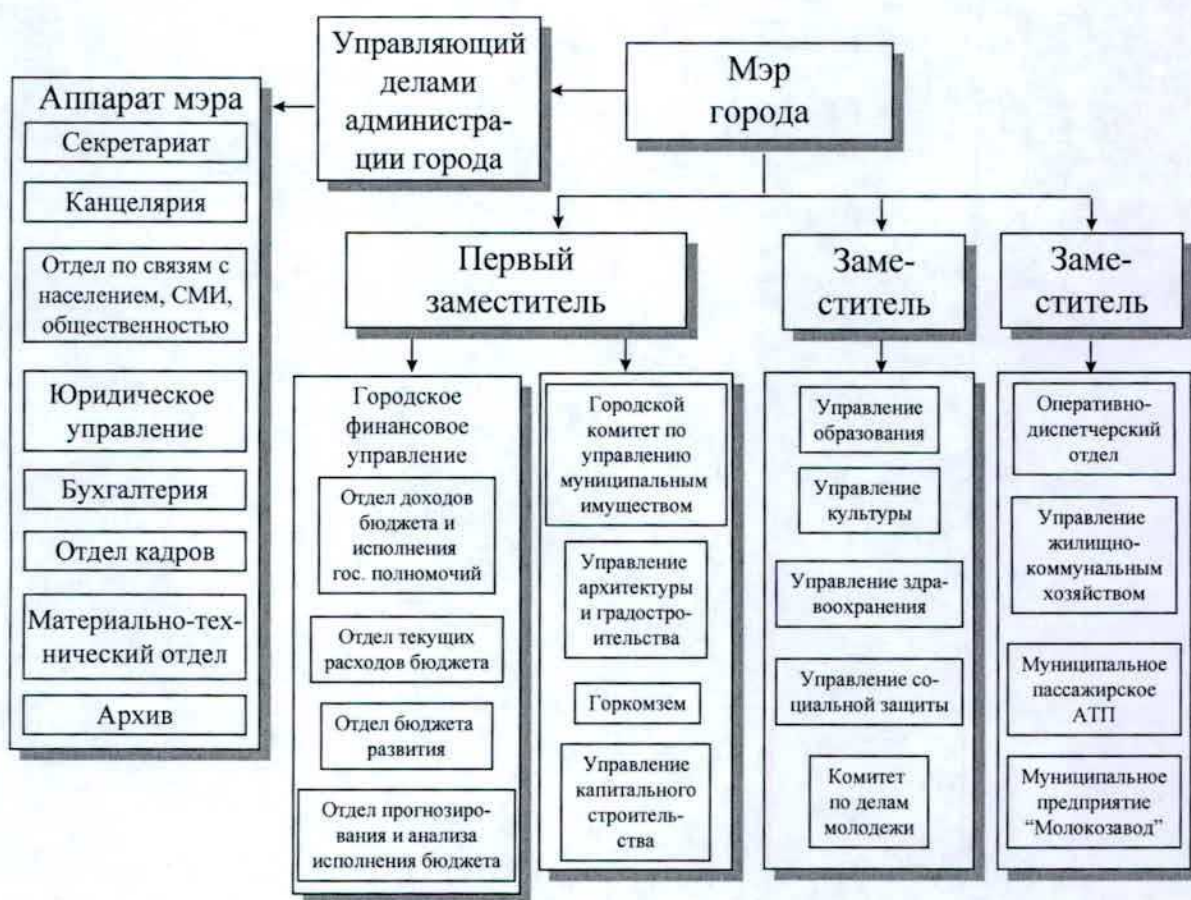 Управляющий
делами
администра-
ции города
Мэр
города
Аппарат мэра
Секретариат
Канцелярия
Отдел по связям с
населением, СМИ,
общественностью
Юридическое
управление
Бухгалтерия
Отдел кадров
Материально-тех-
нический отдел
Архив
Первый
заместитель
Заме-
ститель
Заме-
ститель
Городское
финансовое
управление
Отдел доходов
бюджета и
исполнения
гос. полномочий
Отдел текущих
расходов бюджета
Отдел бюджета
развития
Отдел прогнозиро-
вания и анализа
исполнения бюджета
Городской
комитет по
управлению
муниципальным
имуществом
Управление
архитектуры
и градостро-
ительства
Горкомзем
Управление
капитального
строитель-
ства
Управление
образования
Управление
культуры
Управление здра-
воохранения
Управление со-
циальной защиты
Комитет
по делам
молодежи
Оперативно-
диспетчерский
отдел
Управление
жилищно-
коммунальным
хозяйством
Муниципальное
пассажирское
АТП
Муниципальное
предприятие
“Молокозавод”